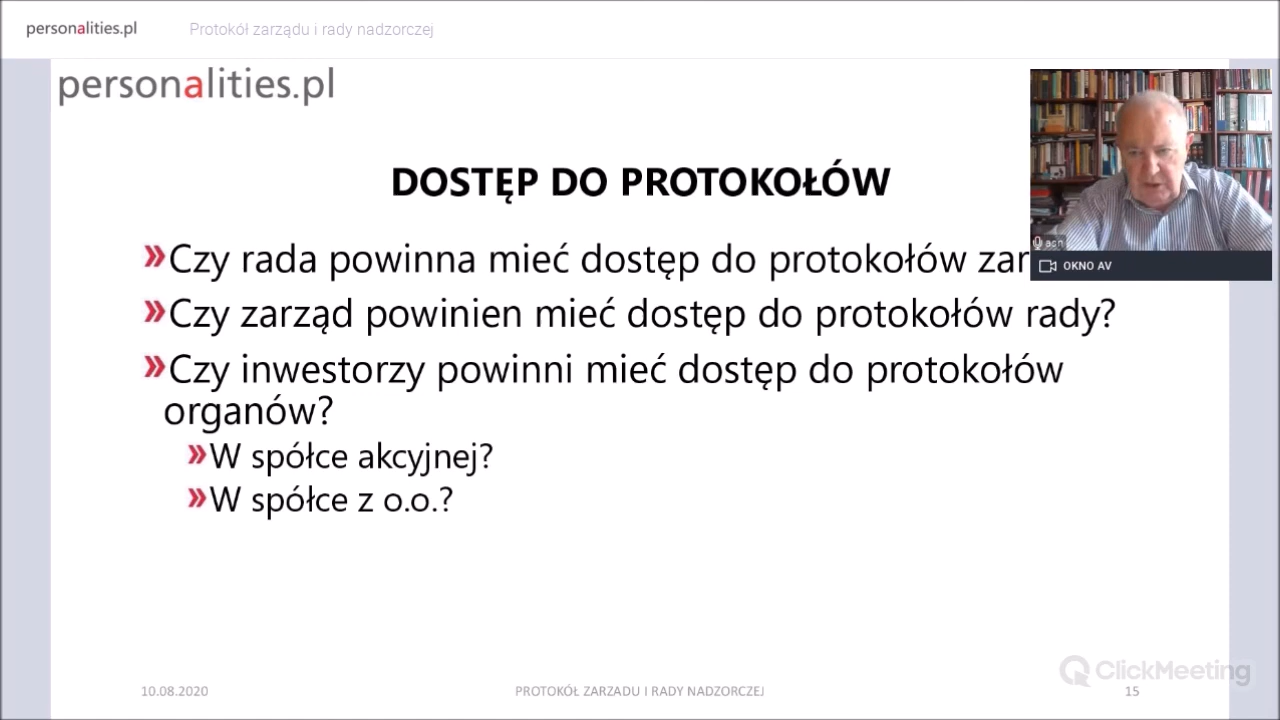 personalities.pl
Protokół zarządu i rady nadzorczej
personalities.pl
DOSTĘP DO PROTOKOŁÓW
»Czy rada powinna mieć dostęp do protokołów zar
»Czy zarząd powinien mieć dostęp do protokołów rady?
»Czy inwestorzy powinni mieć dostęp do protokołów
organów?
»W spółce akcyjnej?
»W spółce z o.o.?
OKNO AV
ClickMeeting
10.08.2020
PROTOKÓŁ ZARZADU I RADY NADZORCZEJ
15